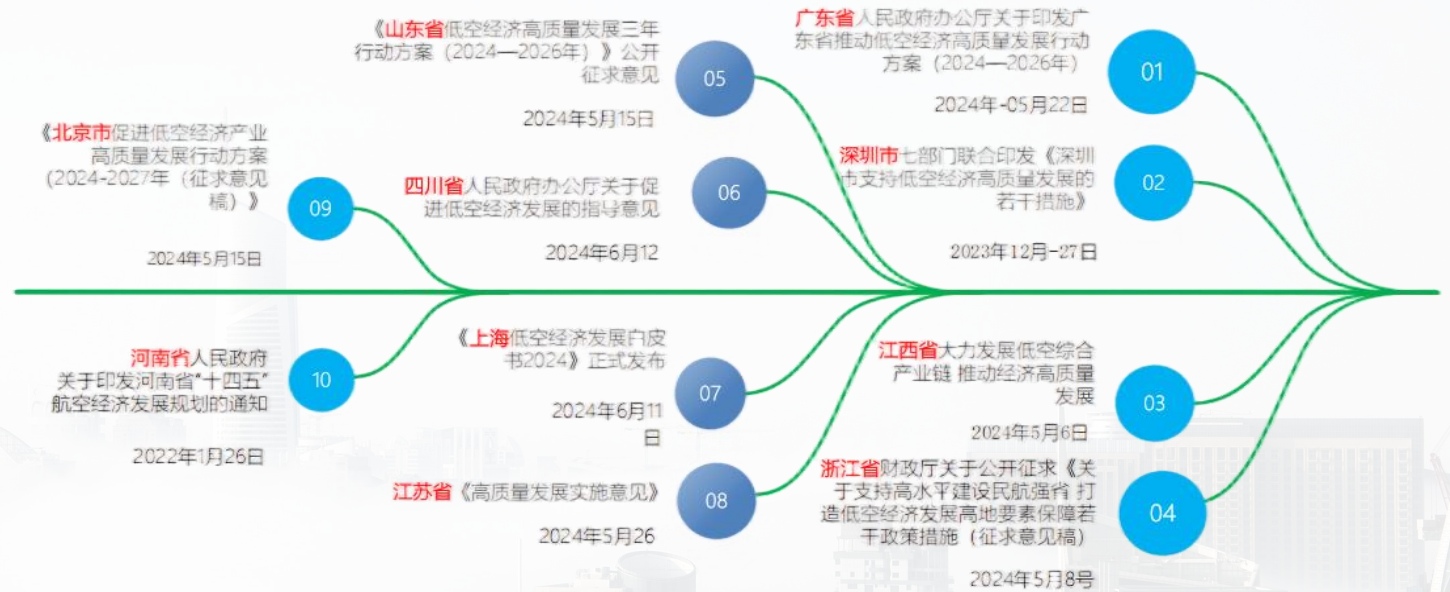 广东省人民政府办公厅关于印发广
东省推动低空经济高质量发展行动
方案（2024—2026年）
2024年-05月22日
01
深圳市七部门联合印发《深圳
市支持低空经济高质量发展的
若干措施》
2023年12月-27日
02
江西省大力发展低空综合
产业链 推动经济高质量
发展
2024年5月6日
03
浙江省财政厅关于公开征求《关
于支持高水平建设民航强省 打
造低空经济发展高地要素保障若
干政策措施（征求意见稿）
2024年5月8号
04
《山东省低空经济高质量发展三年
行动方案（2024—2026年）》公开
征求意见
2024年5月15日
05
四川省人民政府办公厅关于促
进低空经济发展的指导意见
2024年6月12
06
《上海低空经济发展白皮
书2024》正式发布
2024年6月11
日
07
江苏省《高质量发展实施意见》
2024年5月26
08
《北京市促进低空经济产业
高质量发展行动方案
(2024-2027年（征求意见
稿）》
2024年5月15日
09
河南省人民政府
关于印发河南省“十四五”
航空经济发展规划的通知
2022年1月26日
10